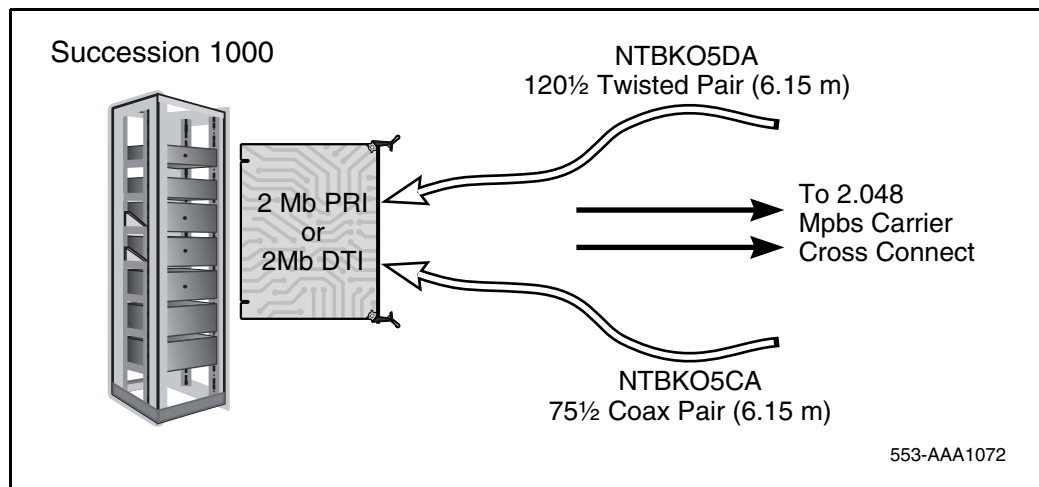 Succession 1000
NTBKO5DA
120½ Twisted Pair (6.15 m)
2 Mb PRI
or
2Mb DTI
To 2.048
Mpbs Carrier
Cross Connect
NTBKO5CA
75½ Coax Pair (6.15 m)
553-AAA1072